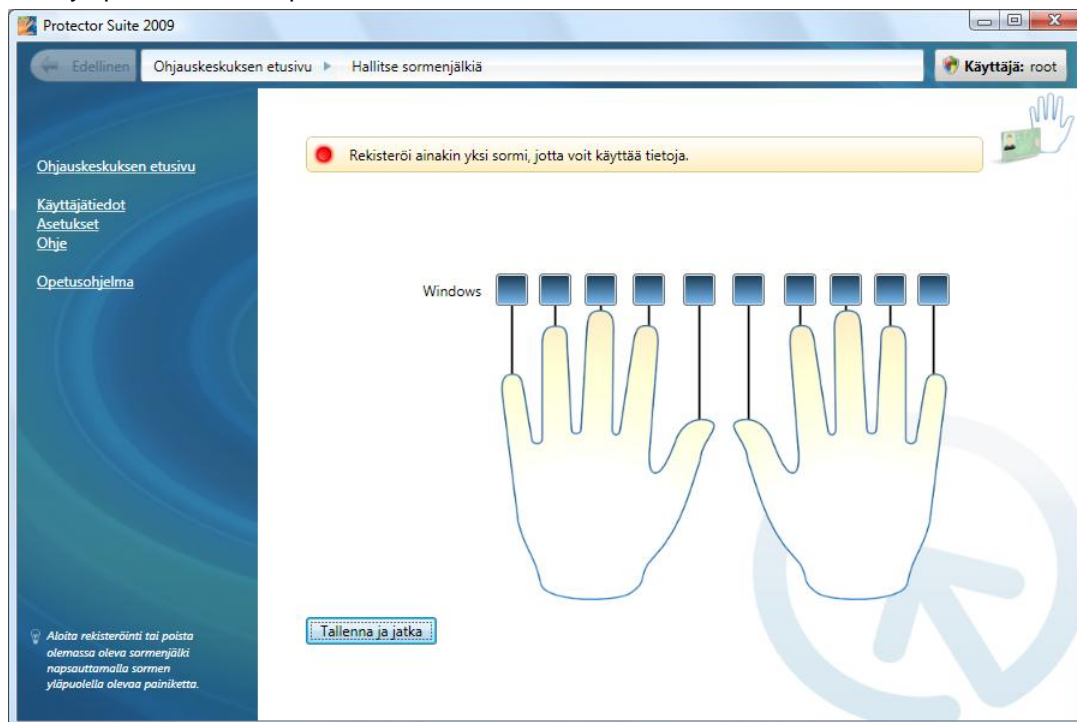 Protector Suite 2009
Edellinen
Ohjauskeskuksen etusivu
Hallitse sormenjälkiä
Käyttäjä: root
Ohjauskeskuksen etusivu
Rekisteröi ainakin yksi sormi, jotta voit käyttää tietoja.
Käyttäjätiedot
Asetukset
Ohje
Opetusohjelma
Windows
Tallenna ja jatka
Aloita rekisteröinti tai poista
olemassa oleva sormenjälki
napsauttamalla sormen
yläpuolella olevaa painiketta.